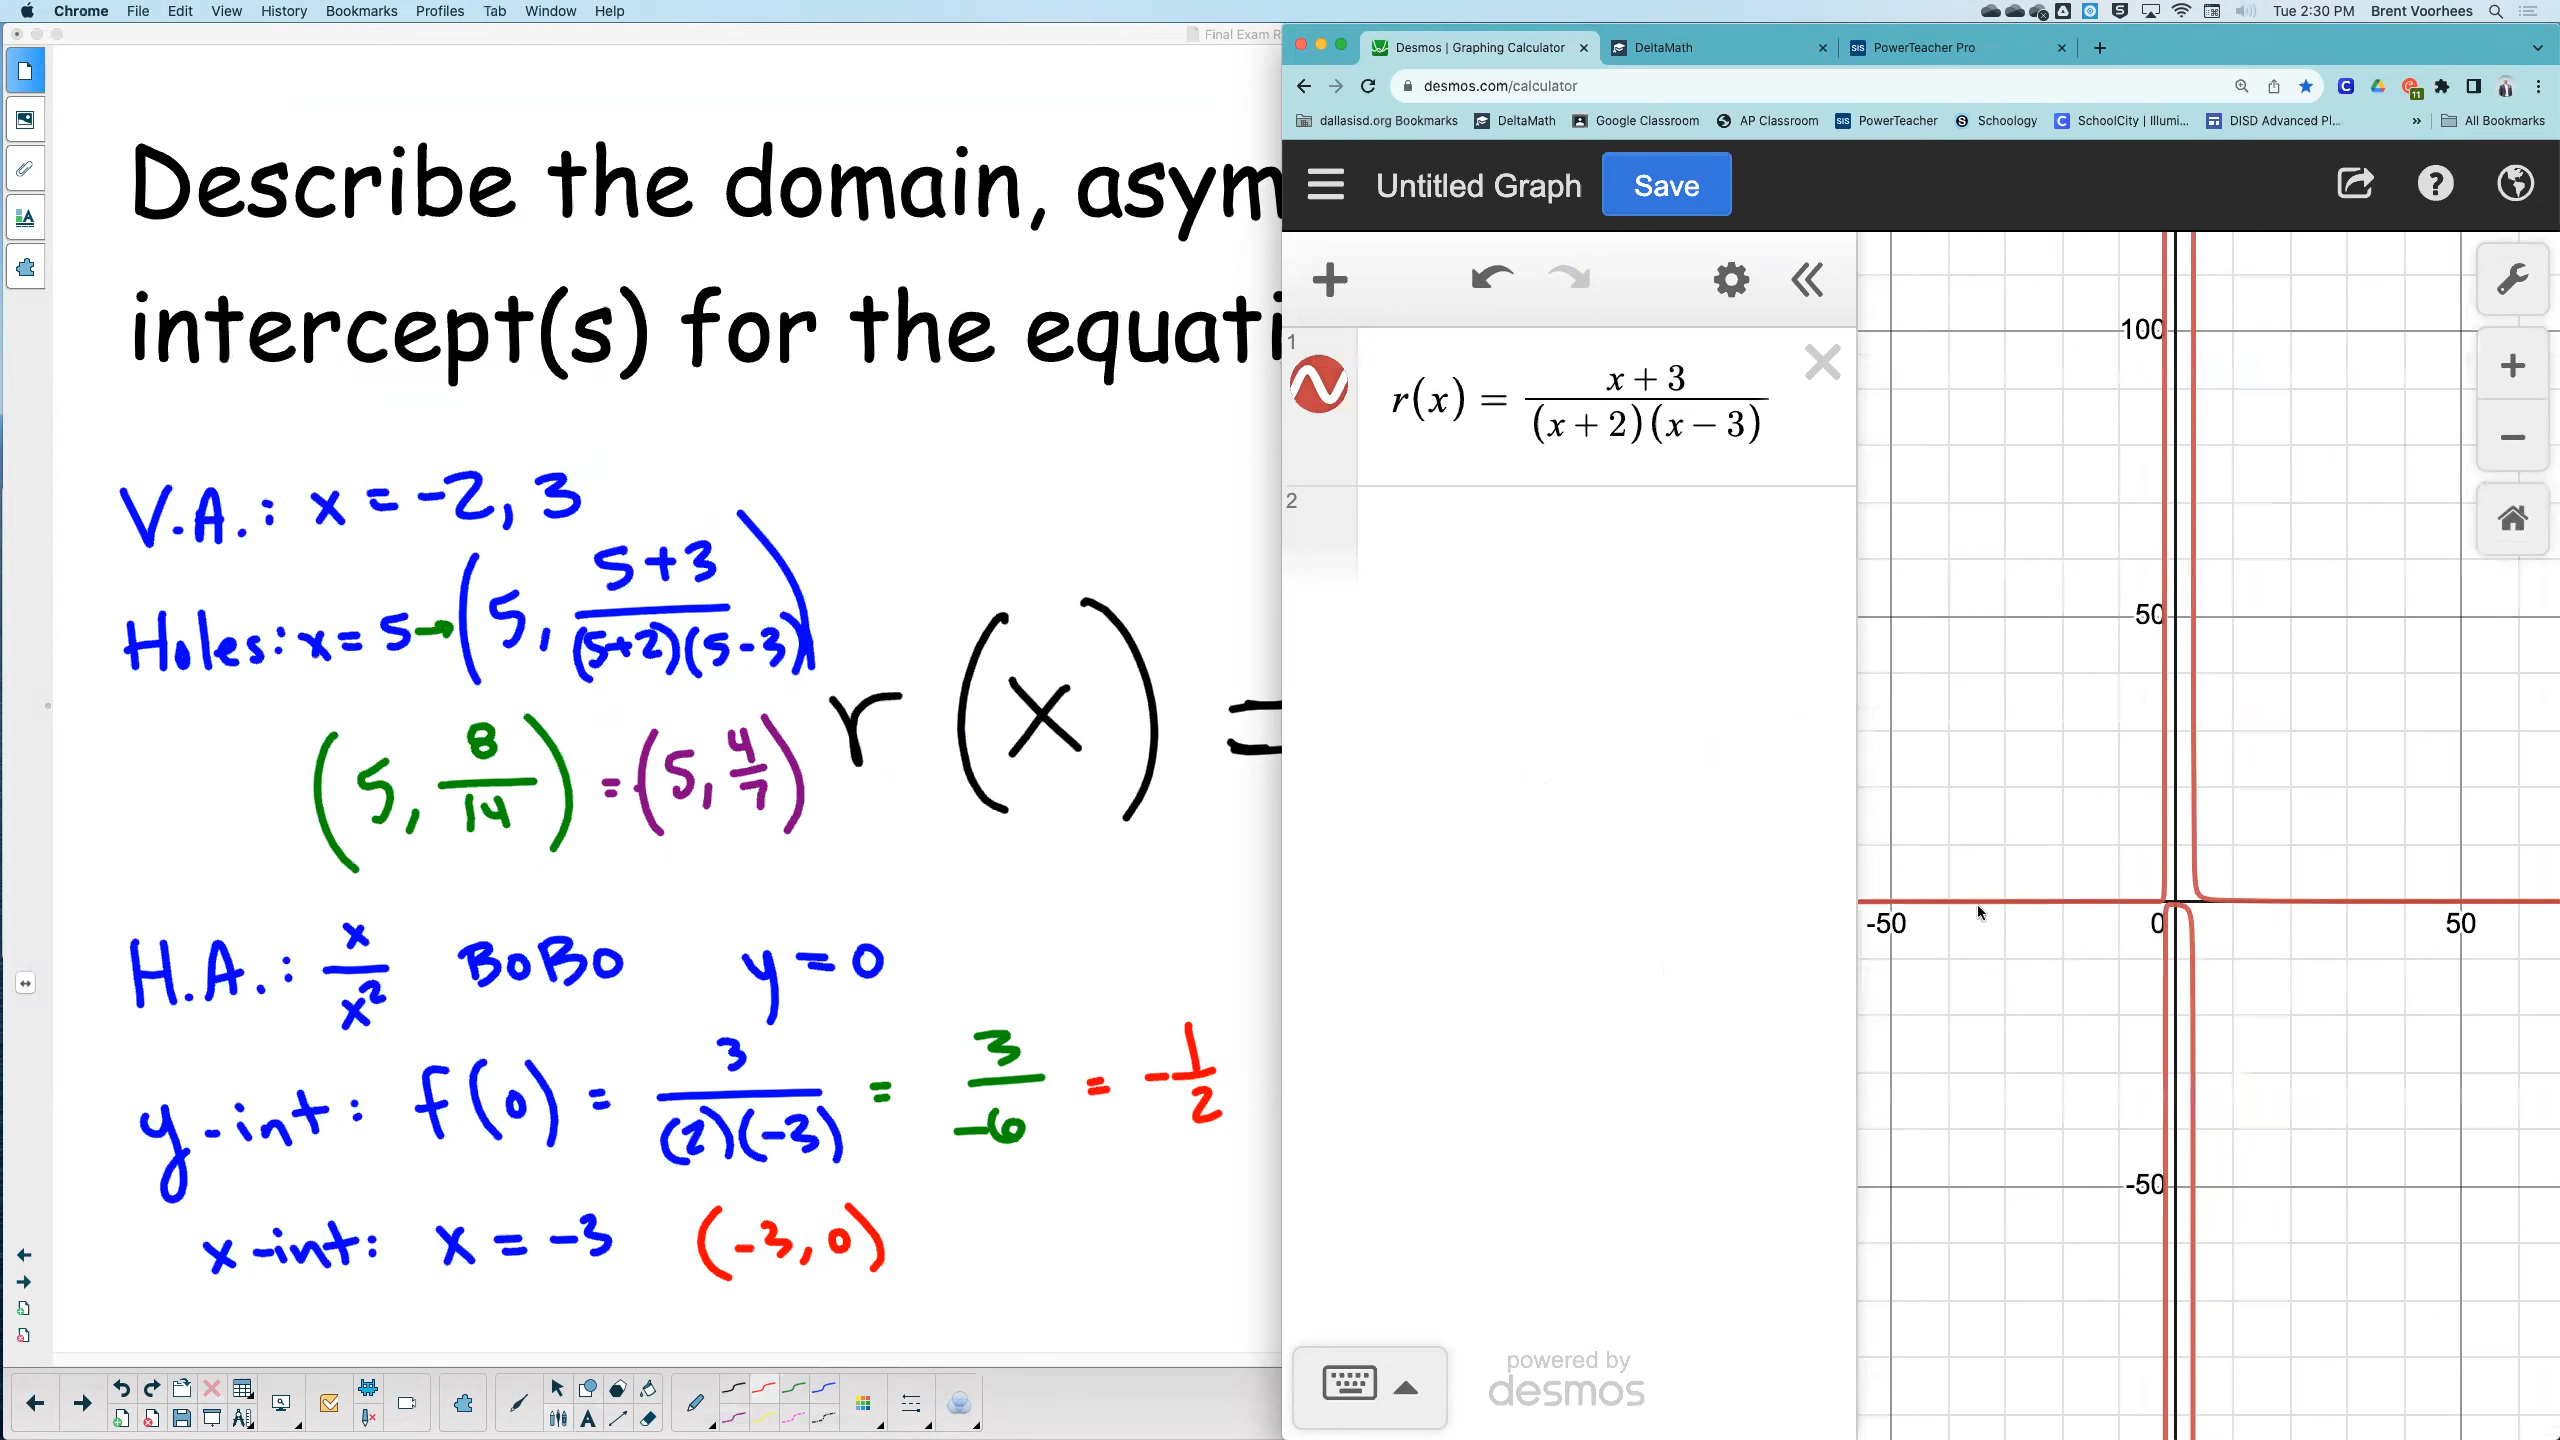 Chrome File Edit View History Bookmarks Profiles Tab Window Help
Tue 2:30 PM Brent Voorhees
Final Exam R
Desmos | Graphing Calculator
DeltaMath
PowerTeacher Pro
desmos.com/calculator
11
dallasisd.org Bookmarks DeltaMath Google Classroom AP Classroom PowerTeacher Schoology SchoolCity | Illumi... DISD Advanced Pl... » All Bookmarks
Untitled Graph Save
Describe the domain, asym
intercept(s) for the equati
V.A.: x = -2, 3
Holes: x = 5 → (5, (5+3)/((5+2)(5-3)))
(5, 8/14) = (5, 4/7)
r(x) =
H.A.: x/x² BoBo y = 0
y-int: f(0) = 3/((2)(-3)) = 3/-6 = -1/2
x-int: x = -3 (-3, 0)
1
r(x) = (x + 3)/((x + 2)(x − 3))
2
powered by
desmos
100
50
-50 0 50
-50